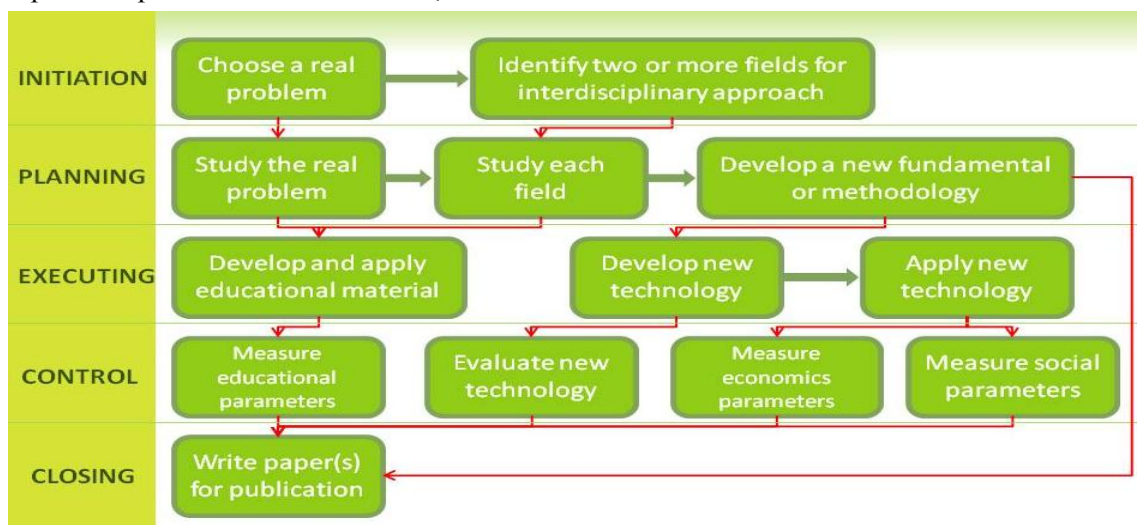 INITIATION
Choose a real
problem
Identify two or more fields for
interdisciplinary approach
PLANNING
Study the real
problem
Study each
field
Develop a new fundamental
or methodology
EXECUTING
Develop and apply
educational material
Develop new
technology
Apply new
technology
CONTROL
Measure
educational
parameters
Evaluate new
technology
Measure
economics
parameters
Measure social
parameters
CLOSING
Write paper(s)
for publication